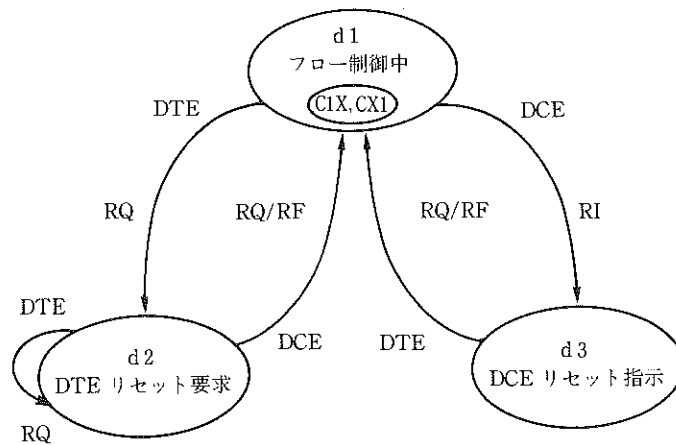 d1
フロー制御中
C1X, CX1
DTE
DCE
RQ
RQ/RF
RQ/RF
RI
DTE
d2
DTE リセット要求
RQ
DCE
DTE
d3
DCE リセット指示